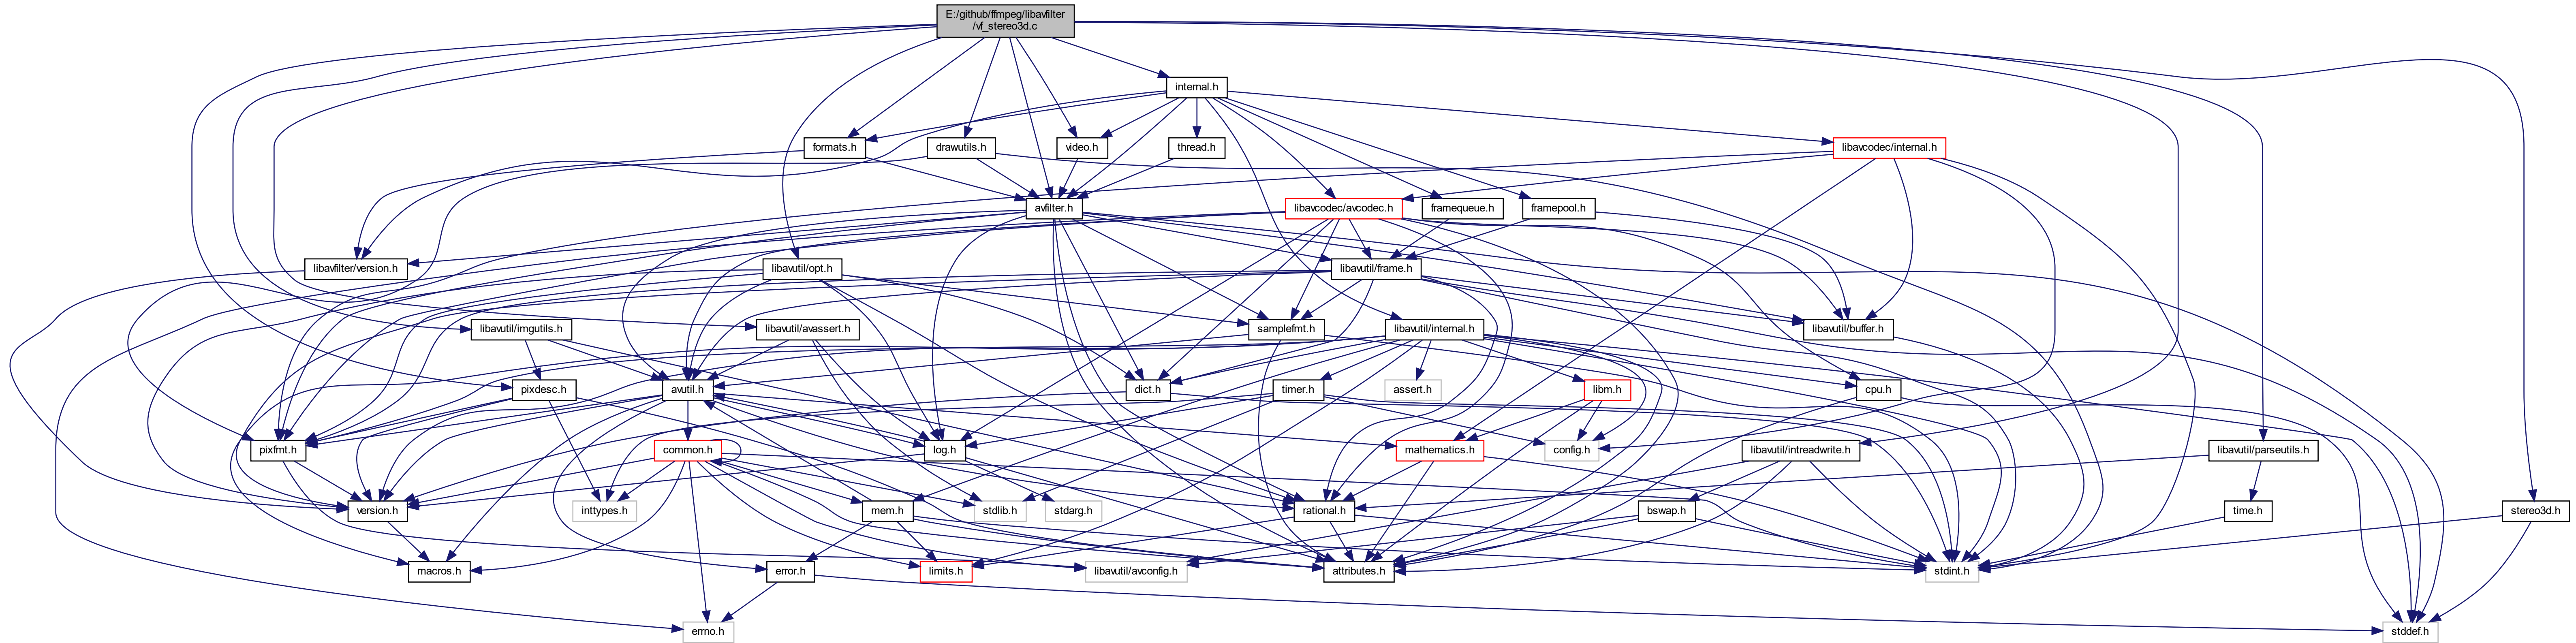 E:/github/ffmpeg/libavfilter
/vf_stereo3d.c
internal.h
formats.h
drawutils.h
video.h
thread.h
libavcodec/internal.h
avfilter.h
libavcodec/avcodec.h
framequeue.h
framepool.h
libavfilter/version.h
libavutil/opt.h
libavutil/frame.h
libavutil/imgutils.h
libavutil/avassert.h
samplefmt.h
libavutil/internal.h
libavutil/buffer.h
pixdesc.h
avutil.h
dict.h
timer.h
assert.h
libm.h
cpu.h
pixfmt.h
common.h
log.h
mathematics.h
config.h
libavutil/intreadwrite.h
libavutil/parseutils.h
version.h
inttypes.h
mem.h
stdlib.h
stdarg.h
rational.h
bswap.h
time.h
stereo3d.h
macros.h
error.h
limits.h
libavutil/avconfig.h
attributes.h
stdint.h
errno.h
stddef.h